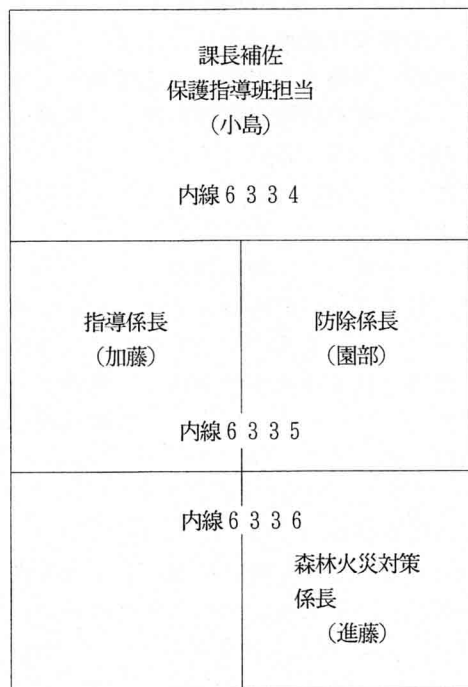 課長補佐
保護指導班担当
（小島）
内線６３３４
指導係長
（加藤）
防除係長
（園部）
内線６３３５
内線６３３６
森林火災対策
係長
（進藤）